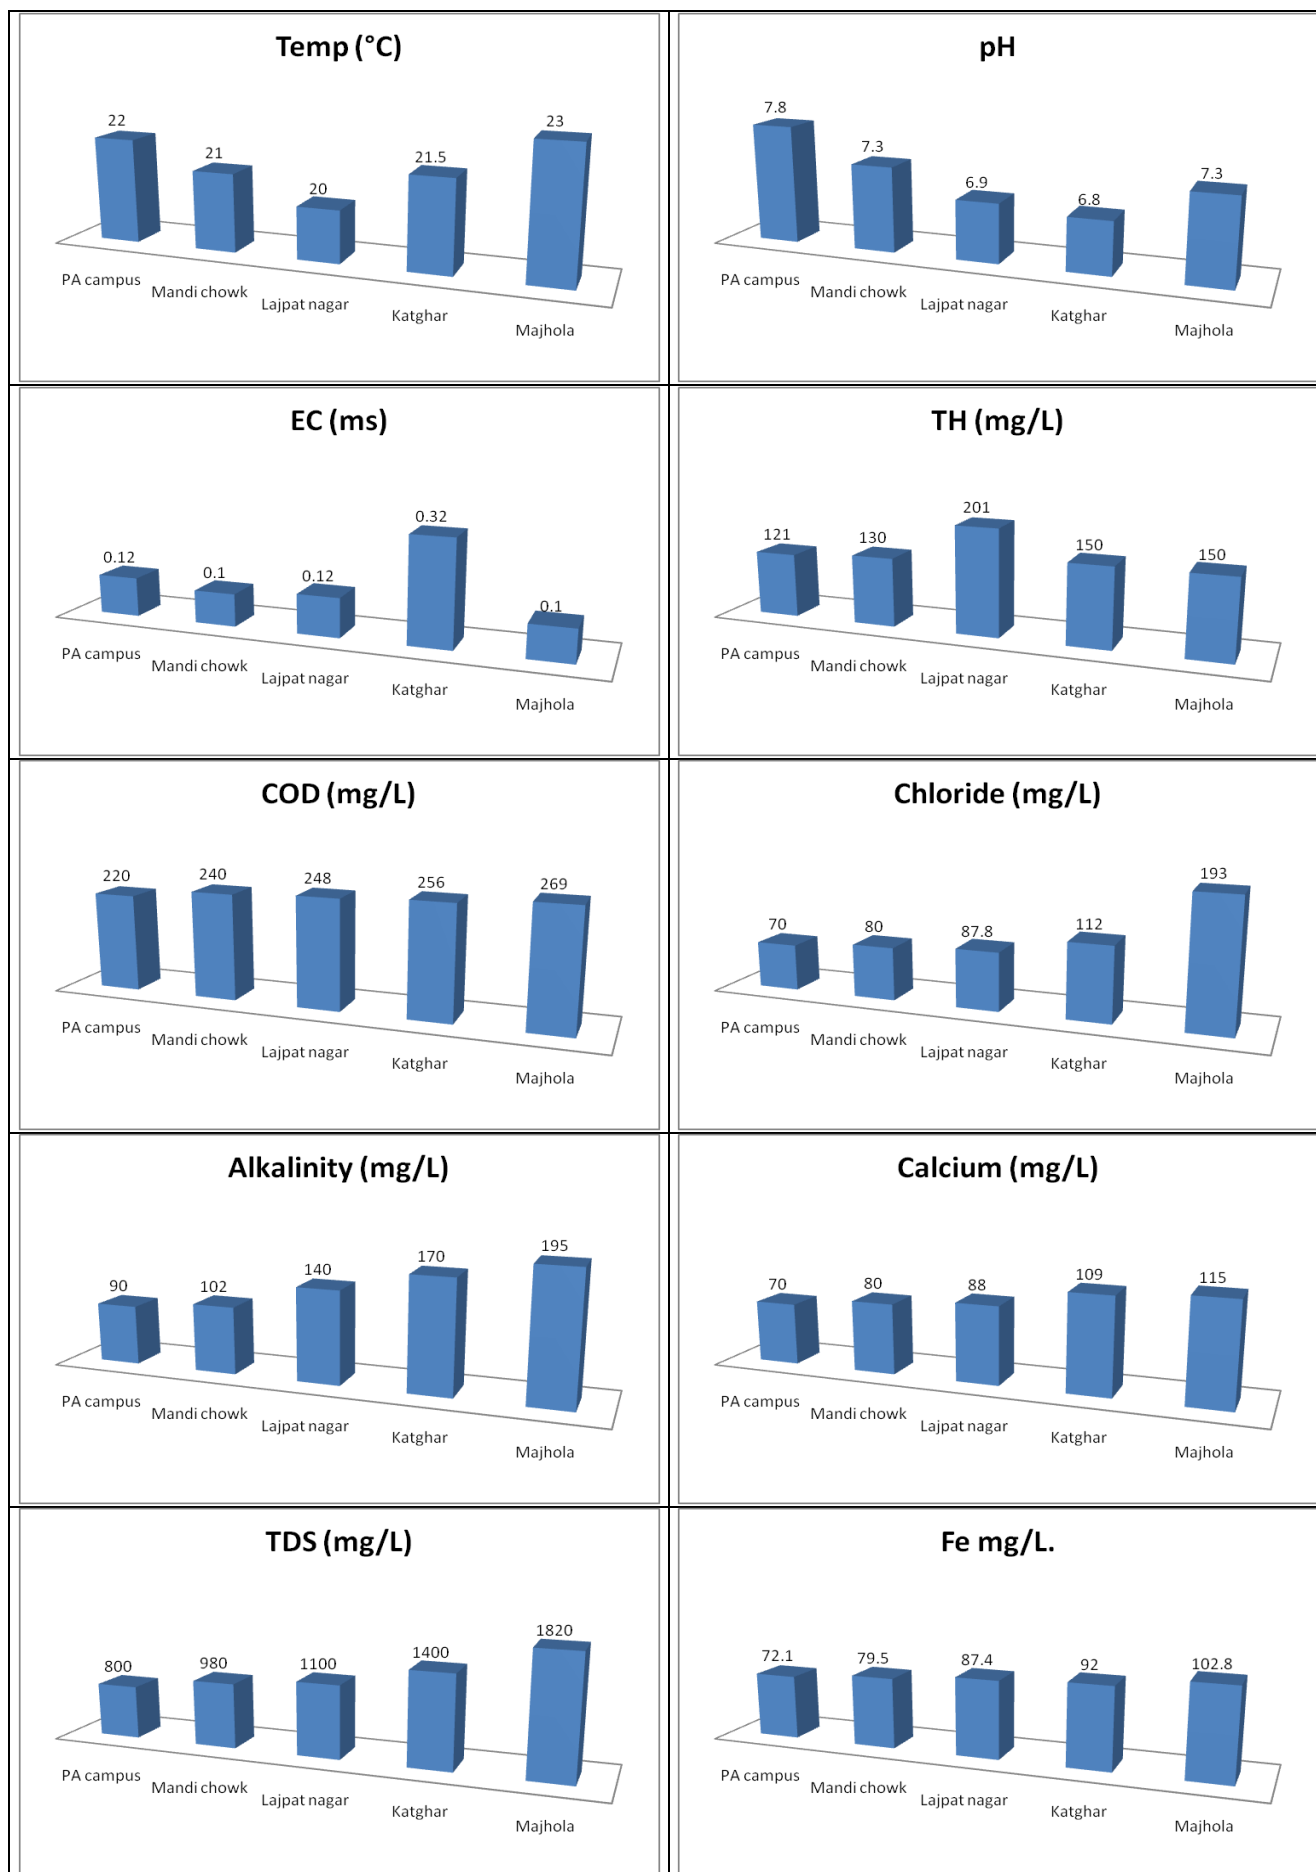 Temp (°C)
22
21
20
21.5
23
PA campus
Mandi chowk
Lajpat nagar
Katghar
Majhola
pH
7.8
7.3
6.9
6.8
7.3
PA campus
Mandi chowk
Lajpat nagar
Katghar
Majhola
EC (ms)
0.12
0.1
0.12
0.32
0.1
PA campus
Mandi chowk
Lajpat nagar
Katghar
Majhola
TH (mg/L)
121
130
201
150
150
PA campus
Mandi chowk
Lajpat nagar
Katghar
Majhola
COD (mg/L)
220
240
248
256
269
PA campus
Mandi chowk
Lajpat nagar
Katghar
Majhola
Chloride (mg/L)
70
80
87.8
112
193
PA campus
Mandi chowk
Lajpat nagar
Katghar
Majhola
Alkalinity (mg/L)
90
102
140
170
195
PA campus
Mandi chowk
Lajpat nagar
Katghar
Majhola
Calcium (mg/L)
70
80
88
109
115
PA campus
Mandi chowk
Lajpat nagar
Katghar
Majhola
TDS (mg/L)
800
980
1100
1400
1820
PA campus
Mandi chowk
Lajpat nagar
Katghar
Majhola
Fe mg/L.
72.1
79.5
87.4
92
102.8
PA campus
Mandi chowk
Lajpat nagar
Katghar
Majhola